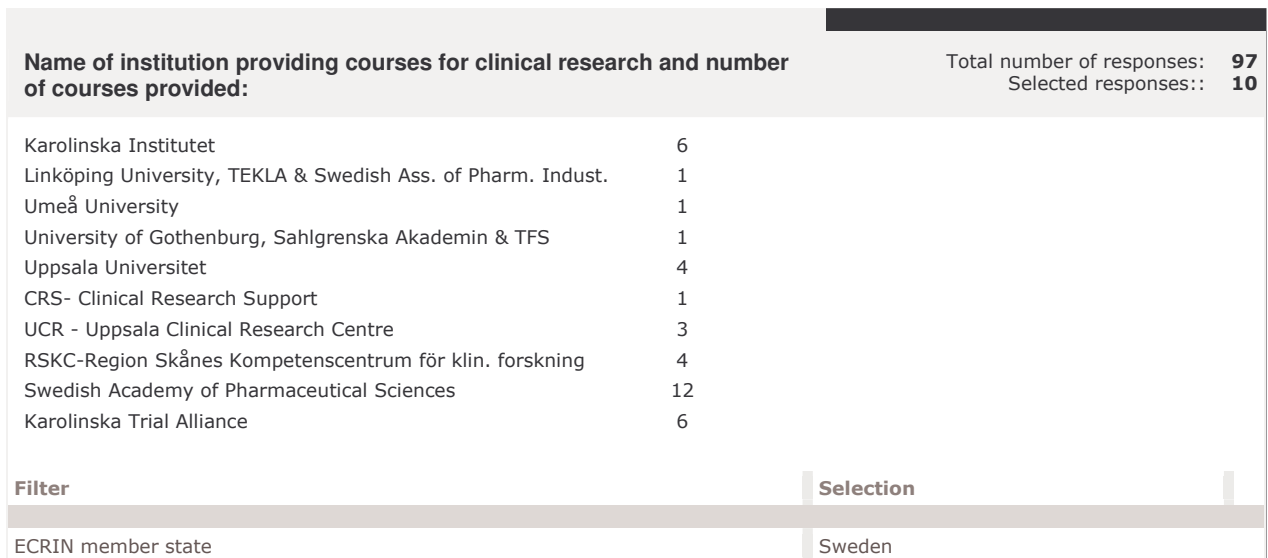 Name of institution providing courses for clinical research and number
of courses provided:
Total number of responses: 97
Selected responses:: 10
Karolinska Institutet 6
Linköping University, TEKLA & Swedish Ass. of Pharm. Indust. 1
Umeå University 1
University of Gothenburg, Sahlgrenska Akademin & TFS 1
Uppsala Universitet 4
CRS- Clinical Research Support 1
UCR - Uppsala Clinical Research Centre 3
RSKC-Region Skånes Kompetenscentrum för klin. forskning 4
Swedish Academy of Pharmaceutical Sciences 12
Karolinska Trial Alliance 6
Filter Selection
ECRIN member state Sweden